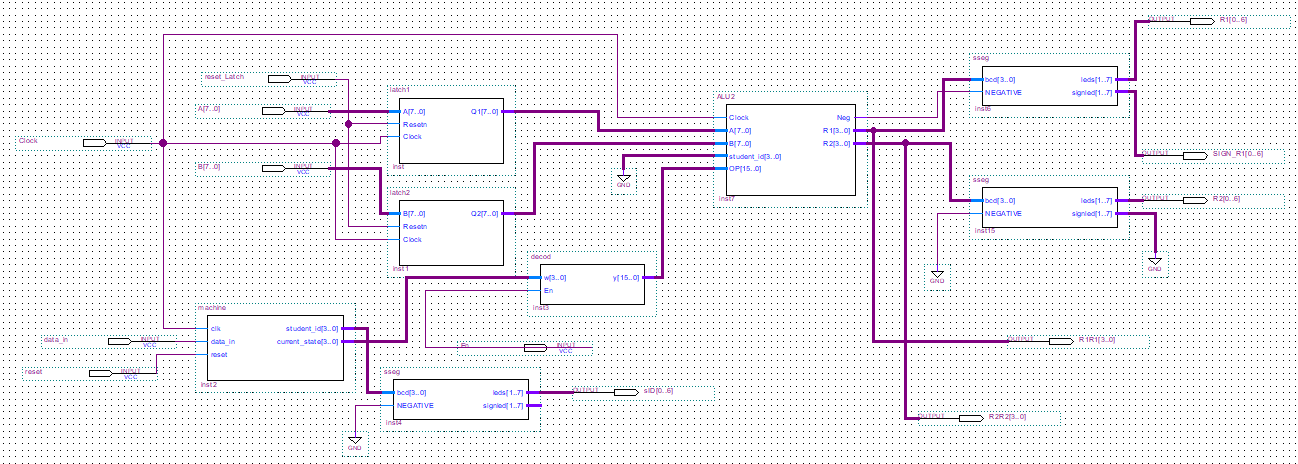 OUTPUT R1[0..6]
sseg
bcd[3..0] leds[1..7]
NEGATIVE signled[1..7]
inst6
OUTPUT SIGN_R1[0..6]
reset_Latch INPUT VCC
A[7..0] INPUT VCC
Clock INPUT VCC
B[7..0] INPUT VCC
latch1
A[7..0] Q1[7..0]
Resetn
Clock
inst
latch2
B[7..0] Q2[7..0]
Resetn
Clock
inst1
ALU2
Clock Neg
A[7..0] R1[3..0]
B[7..0] R2[3..0]
student_id[3..0]
OP[15..0]
inst7
GND
sseg
bcd[3..0] leds[1..7]
NEGATIVE signled[1..7]
inst15
OUTPUT R2[0..6]
GND
GND
decod
w[3..0] y[15..0]
En
inst3
machine
clk student_id[3..0]
data_in current_state[3..0]
reset
inst2
data_in INPUT VCC
reset INPUT VCC
En INPUT VCC
OUTPUT R1R1[3..0]
sseg
bcd[3..0] leds[1..7]
NEGATIVE signled[1..7]
inst4
OUTPUT sID[0..6]
GND
OUTPUT R2R2[3..0]